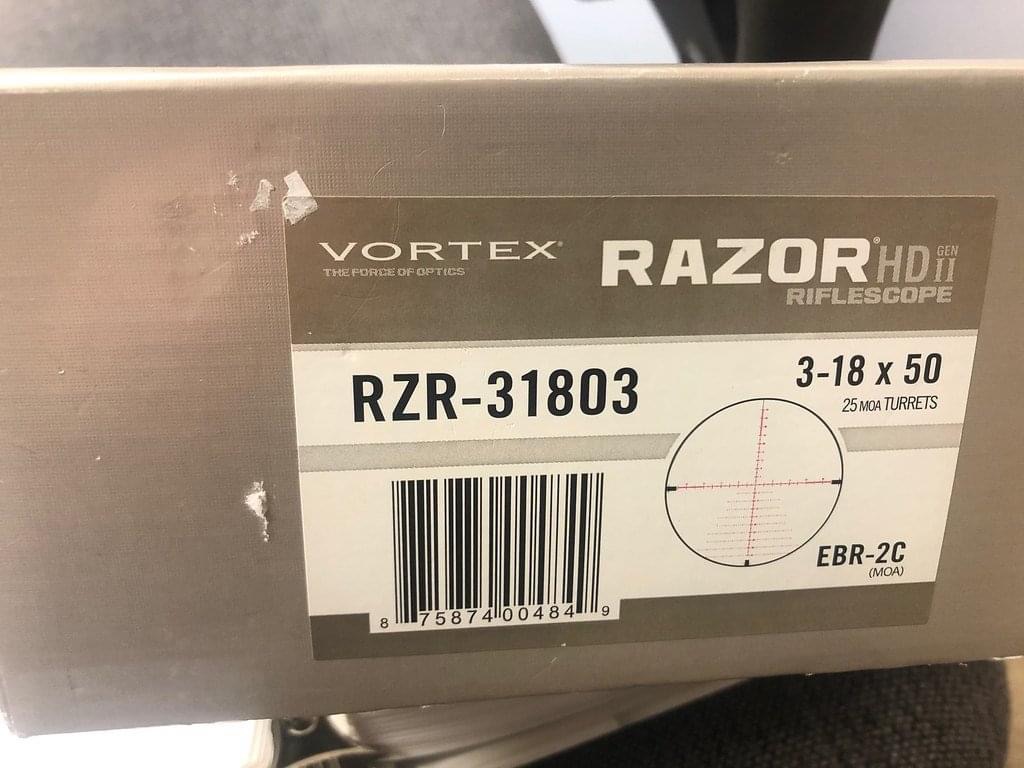 VORTEX®
THE FORCE OF OPTICS
RAZOR® HD GEN II
RIFLESCOPE
RZR-31803
3-18 x 50
25 MOA TURRETS
EBR-2C
(MOA)
8 75874 00484 9